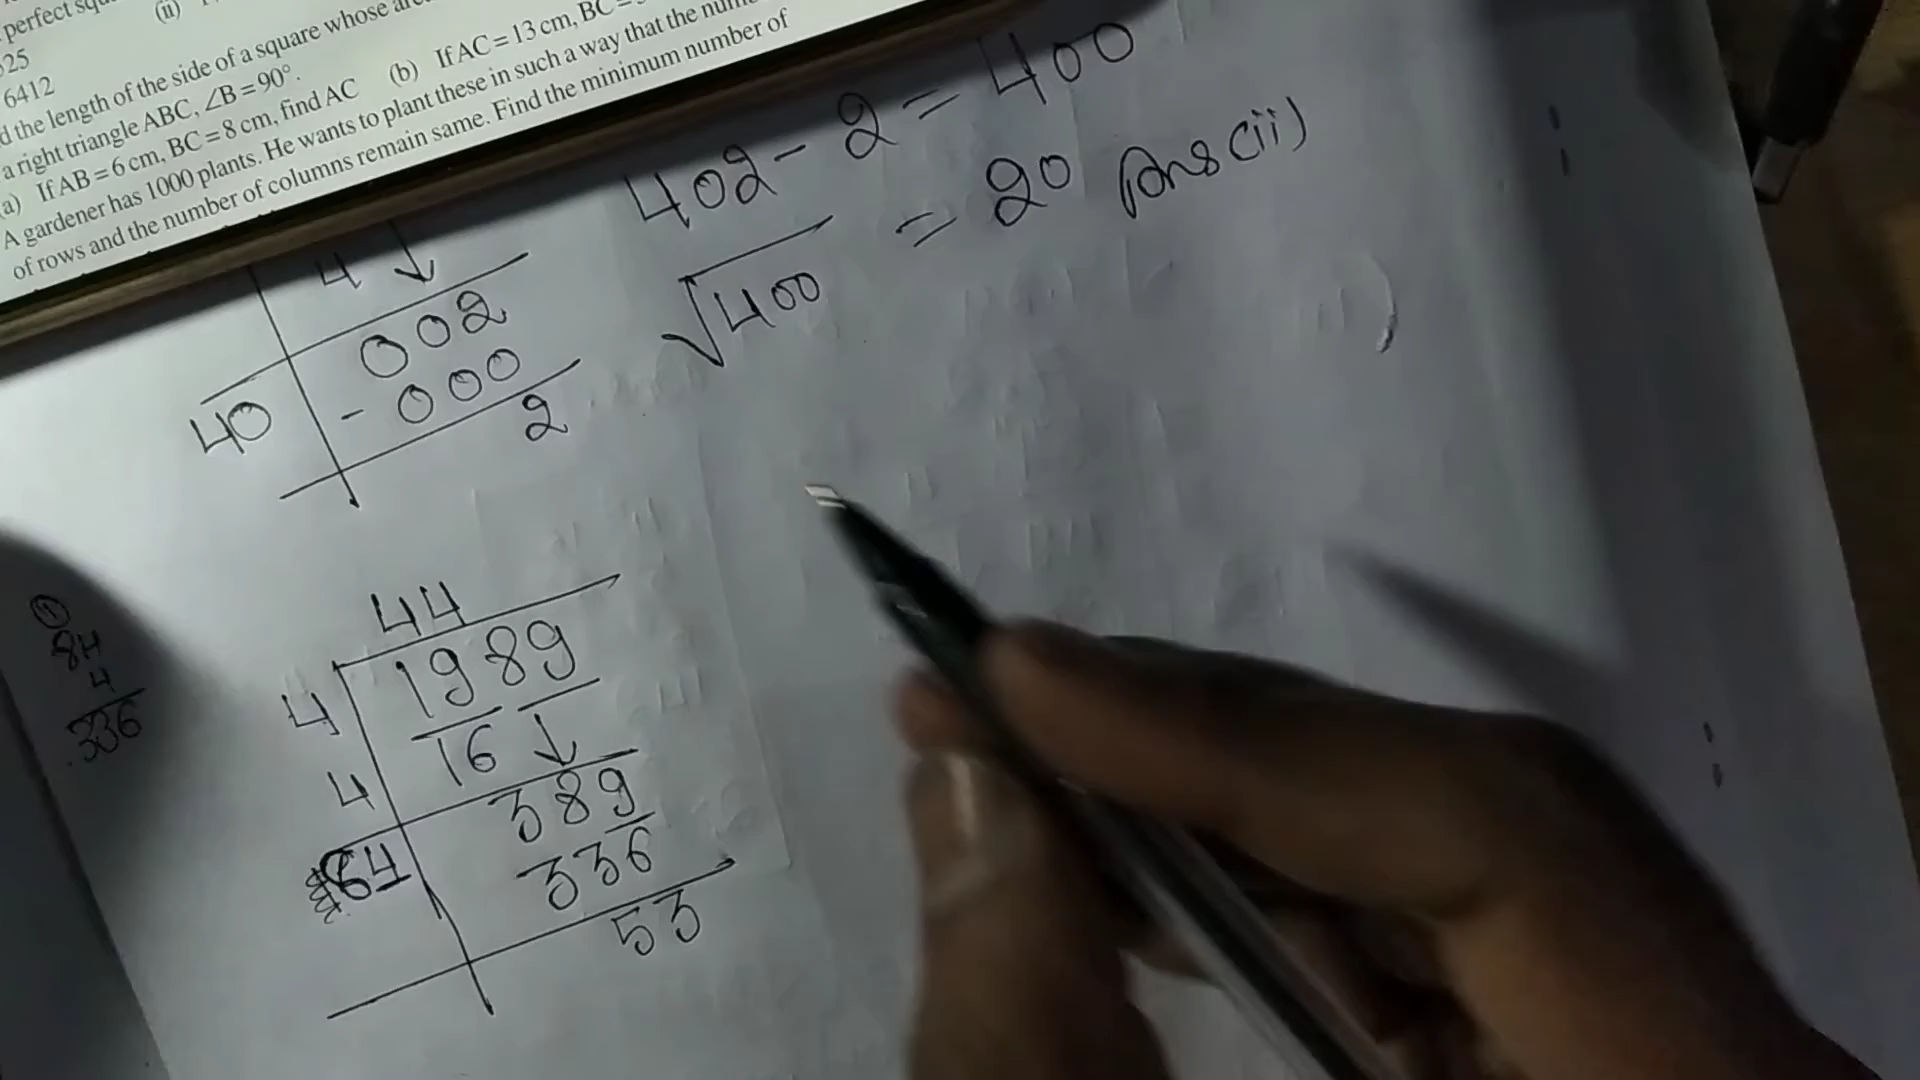 perfect squ
(ii)
25
6412
d the length of the side of a square whose are
a right triangle ABC, ∠B = 90°.
a) If AB = 6 cm, BC = 8 cm, find AC (b) If AC = 13 cm, BC =
A gardener has 1000 plants. He wants to plant these in such a way that the num
of rows and the number of columns remain same. Find the minimum number of
402 - 2 = 400
√400 = 20 Ans (ii)
4 ↓
002
40 - 000
2
1
84
4
336
44
4 1989
4 16 ↓
389
84 336
53